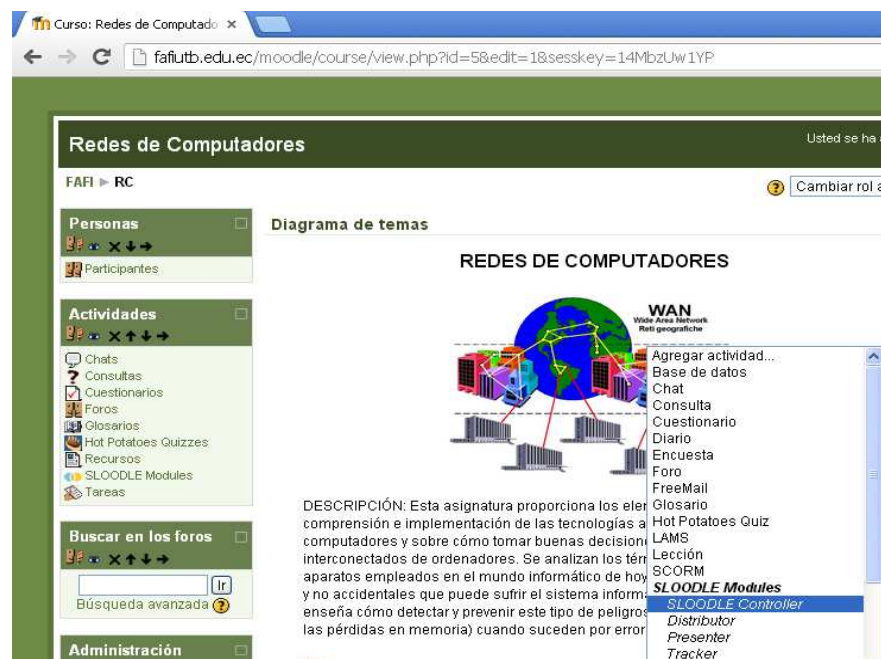 Curso: Redes de Computado
fafiutb.edu.ec/moodle/course/view.php?id=5&edit=1&sesskey=14MbzUw1YP
Redes de Computadores
Usted se ha
FAFI ► RC
Cambiar rol a
Personas
Participantes
Actividades
Chats
Consultas
Cuestionarios
Foros
Glosarios
Hot Potatoes Quizzes
Recursos
SLOODLE Modules
Tareas
Buscar en los foros
Ir
Búsqueda avanzada
Administración
Diagrama de temas
REDES DE COMPUTADORES
WAN
Wide Area Network
Reti geografiche
DESCRIPCIÓN: Esta asignatura proporciona los ele
comprensión e implementación de las tecnologías a
computadores y sobre cómo tomar buenas decision
interconectados de ordenadores. Se analizan los tér
aparatos empleados en el mundo informático de hoy
y no accidentales que puede sufrir el sistema inform
enseña cómo detectar y prevenir este tipo de peligro
las pérdidas en memoria) cuando suceden por error
Agregar actividad...
Base de datos
Chat
Consulta
Cuestionario
Diario
Encuesta
Foro
FreeMail
Glosario
Hot Potatoes Quiz
LAMS
Lección
SCORM
SLOODLE Modules
SLOODLE Controller
Distributor
Presenter
Tracker